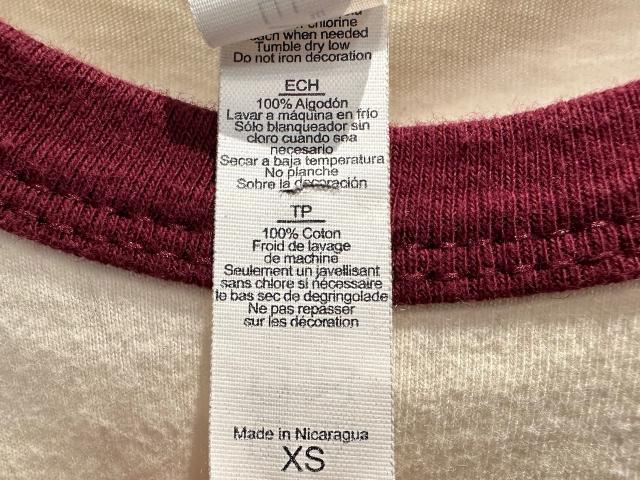 chlorine
when needed
Tumble dry low
Do not iron decoration
ECH
100% Algodón
Lavar a máquina en frío
Sólo blanqueador sin
cloro cuando sea
necesario
Secar a baja temperatura
No planche
Sobre la decoración
TP
100% Coton
Froid de lavage
de machine
Seulement un javellisant
sans chlore si nécessaire
le bas sec de degringolade
Ne pas repasser
sur les décoration
Made in Nicaragua
XS